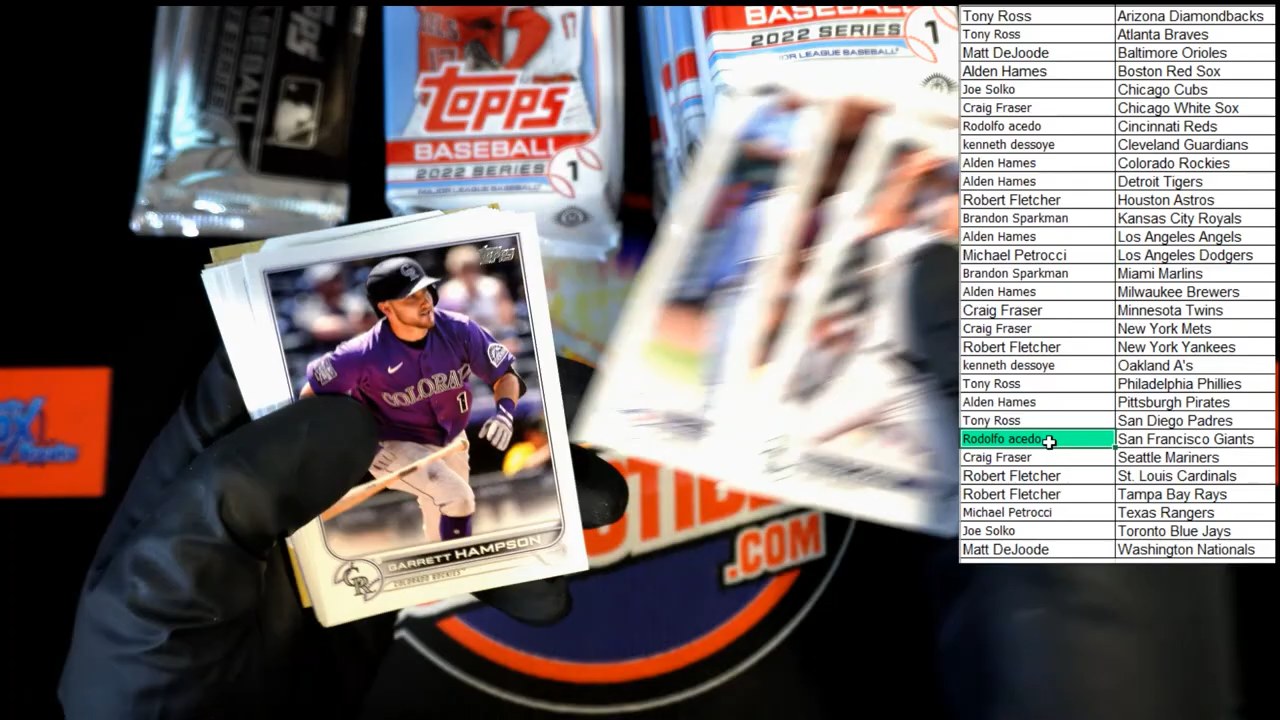 topps
BASEBALL
2022 SERIES 1
MAJOR LEAGUE BASEBALL
17
BASEBALL
2022 SERIES 1
topps
COLORA
1
GARRETT HAMPSON
COLORADO ROCKIES
CR
.COM
Tony Ross Arizona Diamondbacks
Tony Ross Atlanta Braves
Matt DeJoode Baltimore Orioles
Alden Hames Boston Red Sox
Joe Solko Chicago Cubs
Craig Fraser Chicago White Sox
Rodolfo acedo Cincinnati Reds
kenneth dessoye Cleveland Guardians
Alden Hames Colorado Rockies
Alden Hames Detroit Tigers
Robert Fletcher Houston Astros
Brandon Sparkman Kansas City Royals
Alden Hames Los Angeles Angels
Michael Petrocci Los Angeles Dodgers
Brandon Sparkman Miami Marlins
Alden Hames Milwaukee Brewers
Craig Fraser Minnesota Twins
Craig Fraser New York Mets
Robert Fletcher New York Yankees
kenneth dessoye Oakland A's
Tony Ross Philadelphia Phillies
Alden Hames Pittsburgh Pirates
Tony Ross San Diego Padres
Rodolfo acedo San Francisco Giants
Craig Fraser Seattle Mariners
Robert Fletcher St. Louis Cardinals
Robert Fletcher Tampa Bay Rays
Michael Petrocci Texas Rangers
Joe Solko Toronto Blue Jays
Matt DeJoode Washington Nationals